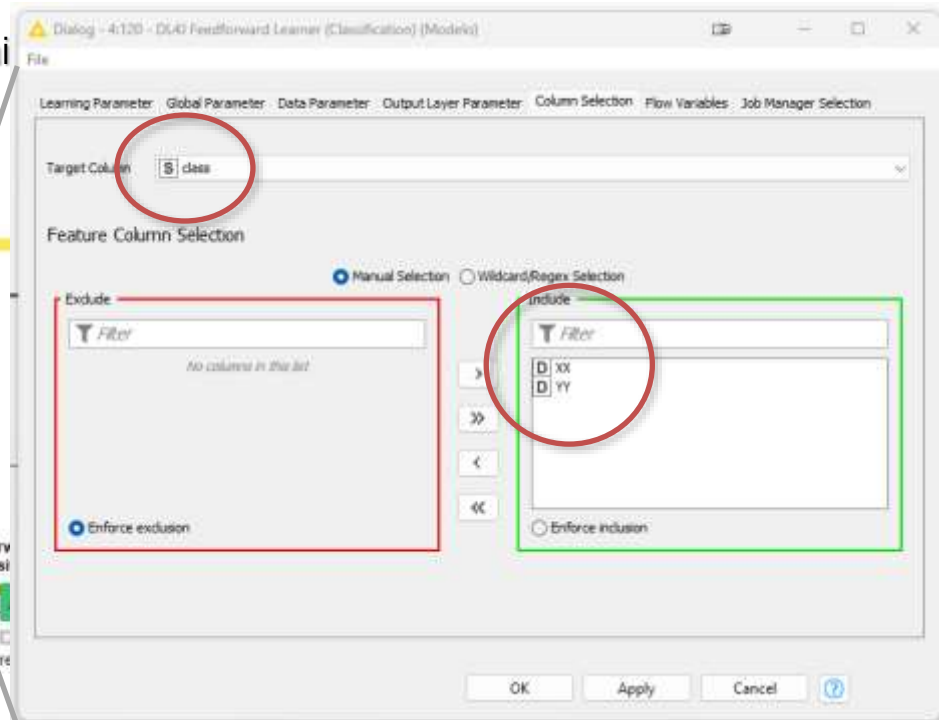 Dialog - 4:120 - DL4J Feedforward Learner (Classification) (Models)
File
Learning Parameter Global Parameter Data Parameter Output Layer Parameter Column Selection Flow Variables Job Manager Selection
Target Column S class
Feature Column Selection
Manual Selection Wildcard/Regex Selection
Exclude
Include
Filter
Filter
No columns in this list
D XX
D YY
>
»
<
«
Enforce exclusion
Enforce inclusion
OK Apply Cancel ?